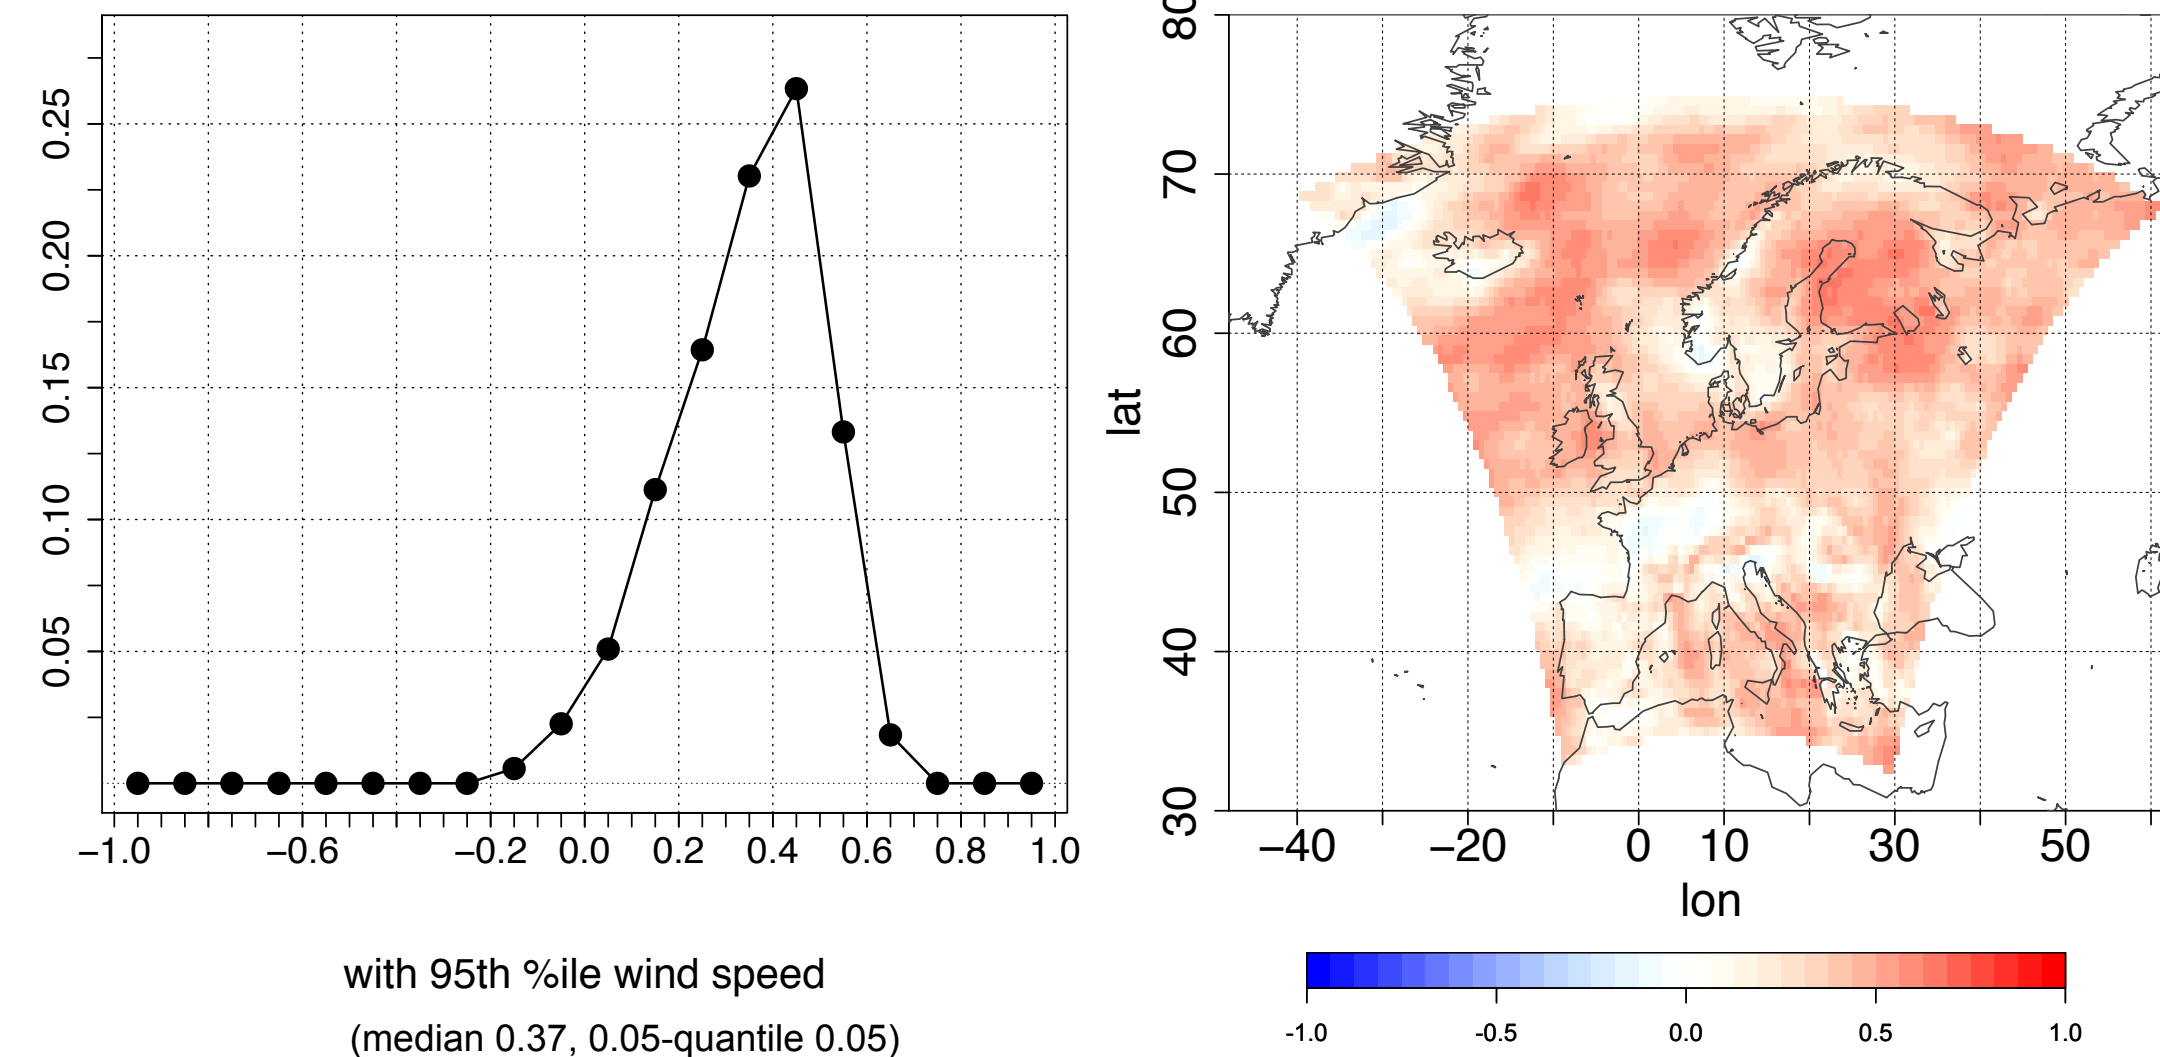 0.25
0.20
0.15
0.10
0.05
−1.0 −0.6 −0.2 0.0 0.2 0.4 0.6 0.8 1.0
with 95th %ile wind speed
(median 0.37, 0.05-quantile 0.05)
80
70
60
50
40
30
lat
−40 −20 0 10 30 50
lon
-1.0 -0.5 0.0 0.5 1.0